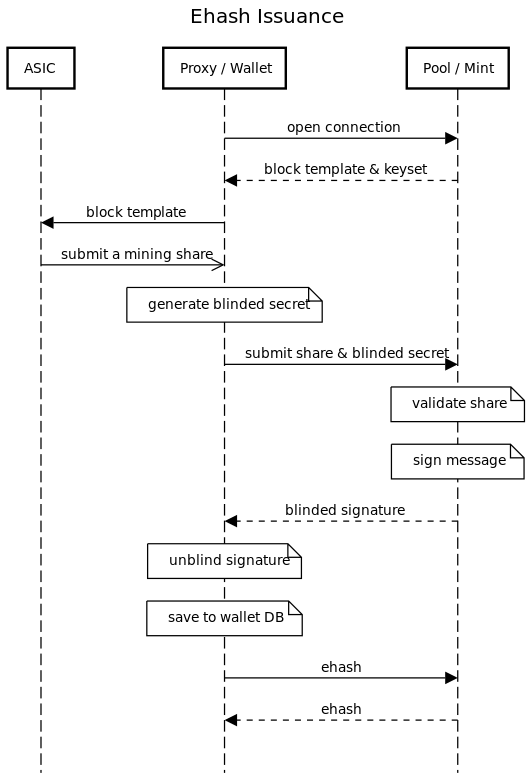 Ehash Issuance
ASIC
Proxy / Wallet
Pool / Mint
open connection
block template & keyset
block template
submit a mining share
generate blinded secret
submit share & blinded secret
validate share
sign message
blinded signature
unblind signature
save to wallet DB
ehash
ehash